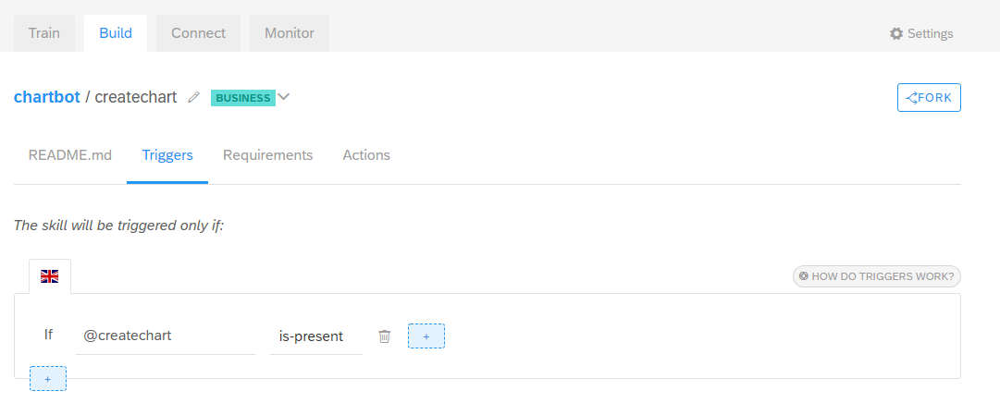 Train Build Connect Monitor Settings
chartbot / createchart BUSINESS FORK
README.md Triggers Requirements Actions
The skill will be triggered only if:
HOW DO TRIGGERS WORK?
If @createchart is-present +
+